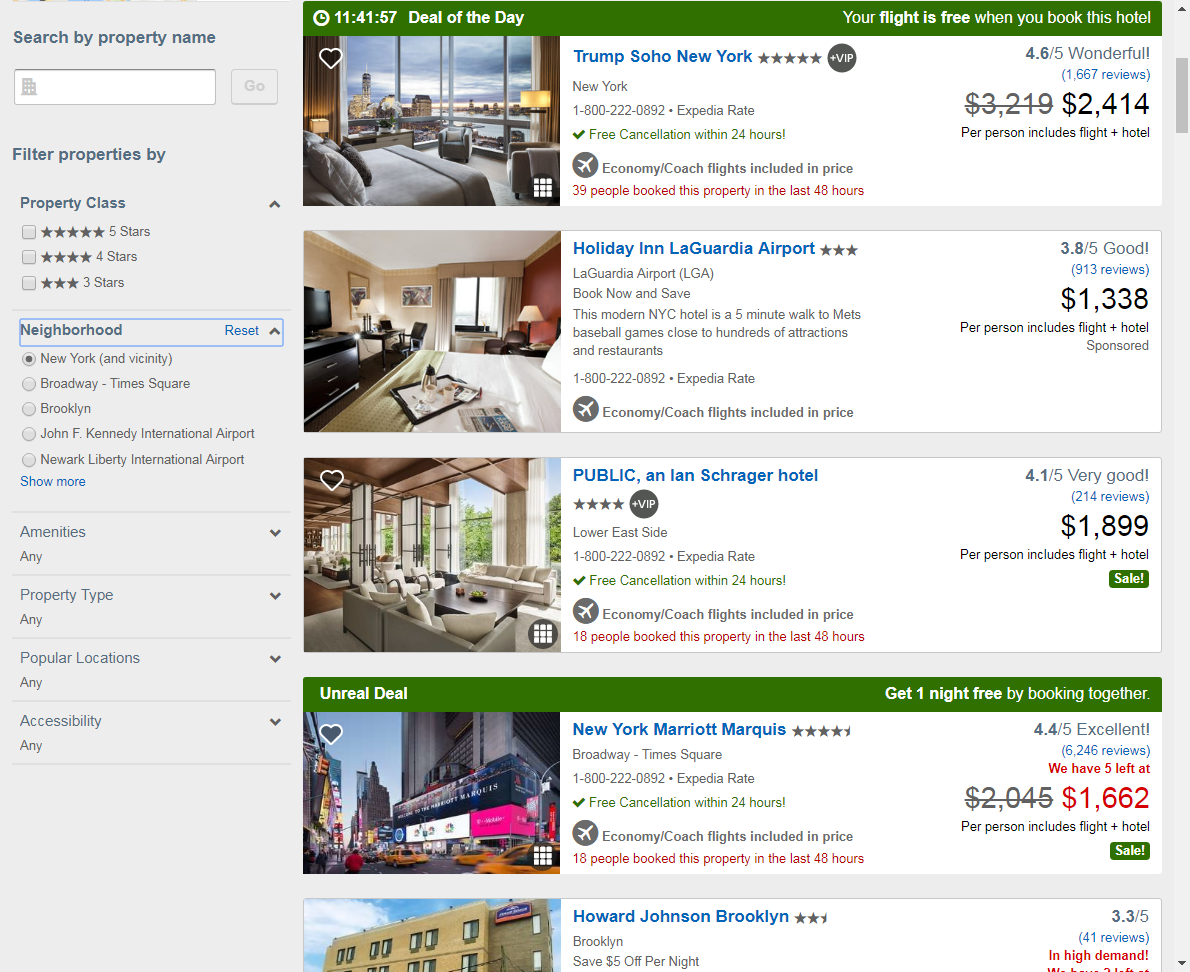 Search by property name
Go
Filter properties by
Property Class
5 Stars
4 Stars
3 Stars
Neighborhood Reset
New York (and vicinity)
Broadway - Times Square
Brooklyn
John F. Kennedy International Airport
Newark Liberty International Airport
Show more
Amenities
Any
Property Type
Any
Popular Locations
Any
Accessibility
Any
11:41:57 Deal of the Day Your flight is free when you book this hotel
Trump Soho New York +VIP
New York
1-800-222-0892 • Expedia Rate
Free Cancellation within 24 hours!
Economy/Coach flights included in price
39 people booked this property in the last 48 hours
4.6/5 Wonderful!
(1,667 reviews)
$3,219 $2,414
Per person includes flight + hotel
Holiday Inn LaGuardia Airport
LaGuardia Airport (LGA)
Book Now and Save
This modern NYC hotel is a 5 minute walk to Mets
baseball games close to hundreds of attractions
and restaurants
1-800-222-0892 • Expedia Rate
Economy/Coach flights included in price
3.8/5 Good!
(913 reviews)
$1,338
Per person includes flight + hotel
Sponsored
PUBLIC, an Ian Schrager hotel
+VIP
Lower East Side
1-800-222-0892 • Expedia Rate
Free Cancellation within 24 hours!
Economy/Coach flights included in price
18 people booked this property in the last 48 hours
4.1/5 Very good!
(214 reviews)
$1,899
Per person includes flight + hotel
Sale!
Unreal Deal Get 1 night free by booking together.
WELCOME TO THE MARRIOTT MARQUIS
New York Marriott Marquis
Broadway - Times Square
1-800-222-0892 • Expedia Rate
Free Cancellation within 24 hours!
Economy/Coach flights included in price
18 people booked this property in the last 48 hours
4.4/5 Excellent!
(6,246 reviews)
We have 5 left at
$2,045 $1,662
Per person includes flight + hotel
Sale!
Howard Johnson Brooklyn
Brooklyn
Save $5 Off Per Night
3.3/5
(41 reviews)
In high demand!